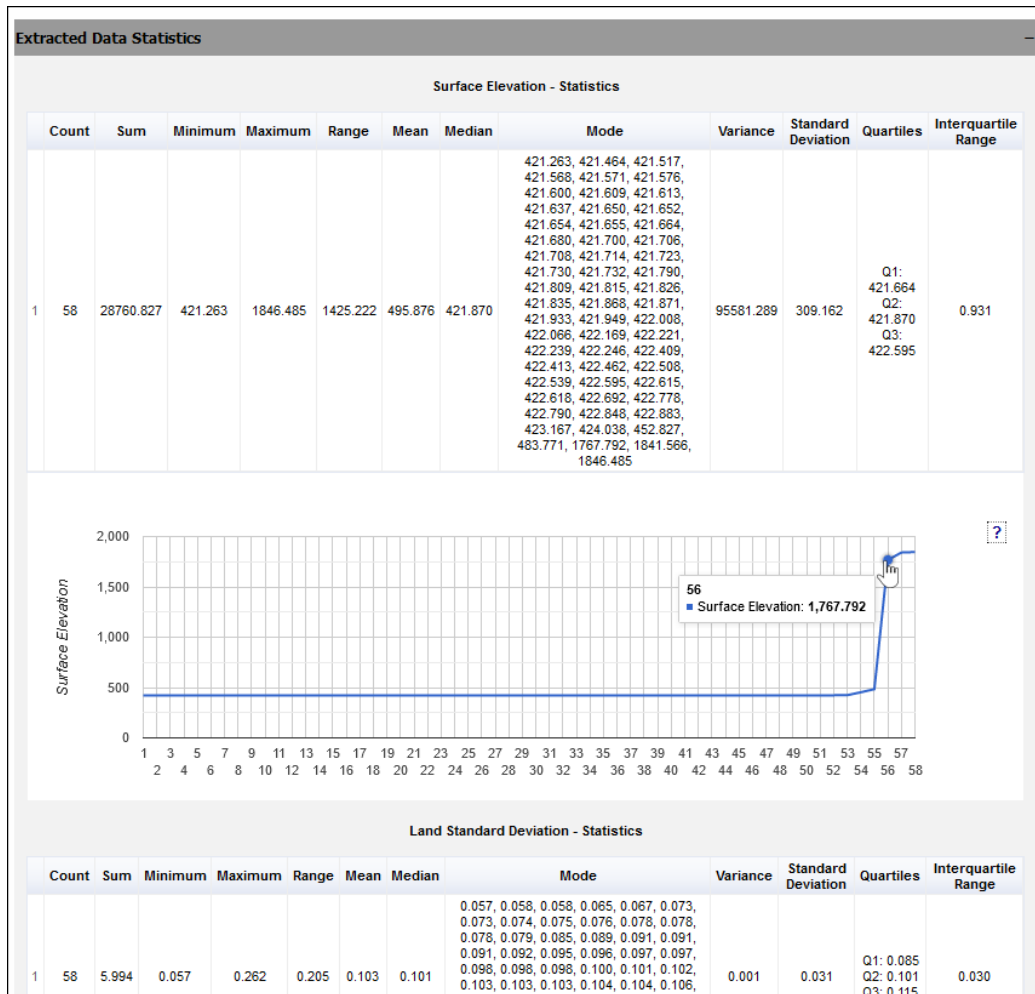 Extracted Data Statistics –
Surface Elevation - Statistics
Count Sum Minimum Maximum Range Mean Median Mode Variance Standard Deviation Quartiles Interquartile Range
421.263, 421.464, 421.517,
421.568, 421.571, 421.576,
421.600, 421.609, 421.613,
421.637, 421.650, 421.652,
421.654, 421.655, 421.664,
421.680, 421.700, 421.706,
421.708, 421.714, 421.723,
421.730, 421.732, 421.790,
421.809, 421.815, 421.826,
421.835, 421.868, 421.871,
421.933, 421.949, 422.008,
422.066, 422.169, 422.221,
422.239, 422.246, 422.409,
422.413, 422.462, 422.508,
422.539, 422.595, 422.615,
422.618, 422.692, 422.778,
422.790, 422.848, 422.883,
423.167, 424.038, 452.827,
483.771, 1767.792, 1841.566,
1846.485
1 58 28760.827 421.263 1846.485 1425.222 495.876 421.870 95581.289 309.162
Q1:
421.664
Q2:
421.870
Q3:
422.595
0.931
?
Surface Elevation
2,000
1,500
1,000
500
0
56
Surface Elevation: 1,767.792
1 3 5 7 9 11 13 15 17 19 21 23 25 27 29 31 33 35 37 39 41 43 45 47 49 51 53 55 57
2 4 6 8 10 12 14 16 18 20 22 24 26 28 30 32 34 36 38 40 42 44 46 48 50 52 54 56 58
Land Standard Deviation - Statistics
Count Sum Minimum Maximum Range Mean Median Mode Variance Standard Deviation Quartiles Interquartile Range
0.057, 0.058, 0.058, 0.065, 0.067, 0.073,
0.073, 0.074, 0.075, 0.076, 0.078, 0.078,
0.078, 0.079, 0.085, 0.089, 0.091, 0.091,
0.091, 0.092, 0.095, 0.096, 0.097, 0.097,
0.098, 0.098, 0.098, 0.100, 0.101, 0.102,
0.103, 0.103, 0.103, 0.104, 0.104, 0.106,
1 58 5.994 0.057 0.262 0.205 0.103 0.101 0.001 0.031
Q1: 0.085
Q2: 0.101
Q3: 0.115
0.030